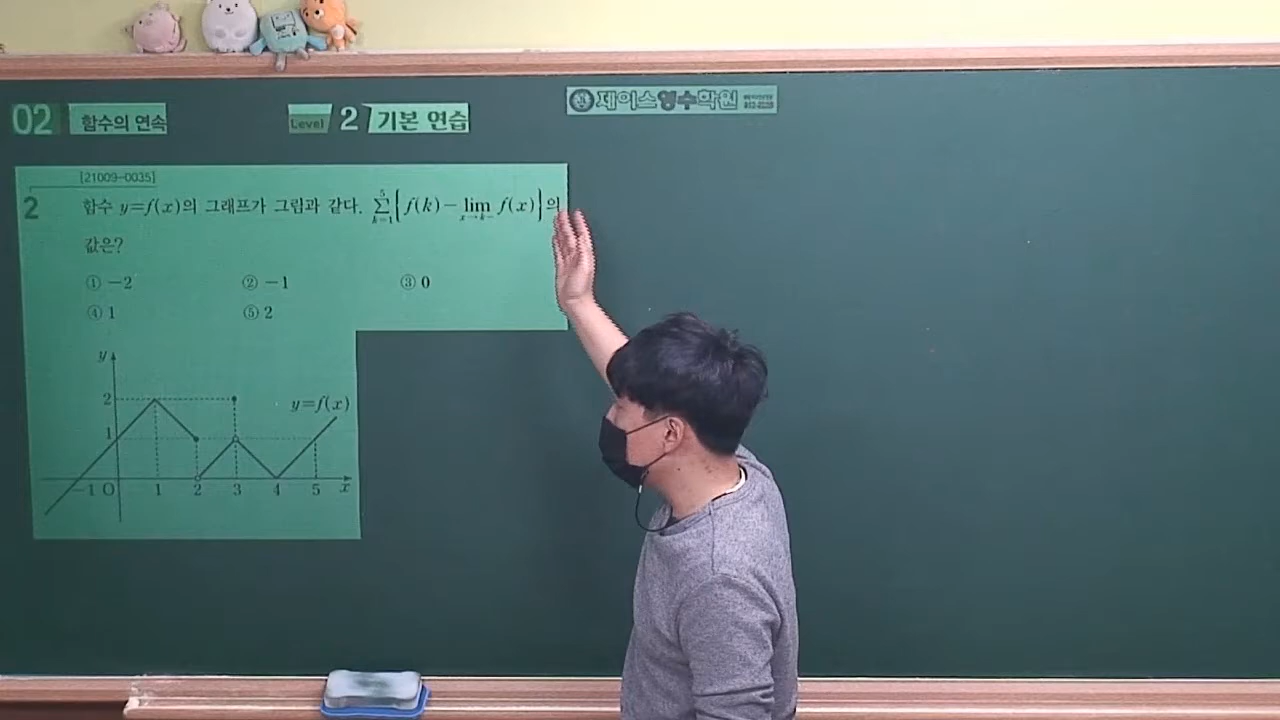 02 함수의 연속
Level 2 기본 연습
제이스영수학원
[21009-0035]
2 함수 y=f(x)의 그래프가 그림과 같다. \sum_{k=1}^{5}{f(k)-\lim_{x→k-} f(x)}의
값은?
① -2 ② -1 ③ 0
④ 1 ⑤ 2
y
2
y=f(x)
1
-1 O 1 2 3 4 5 x